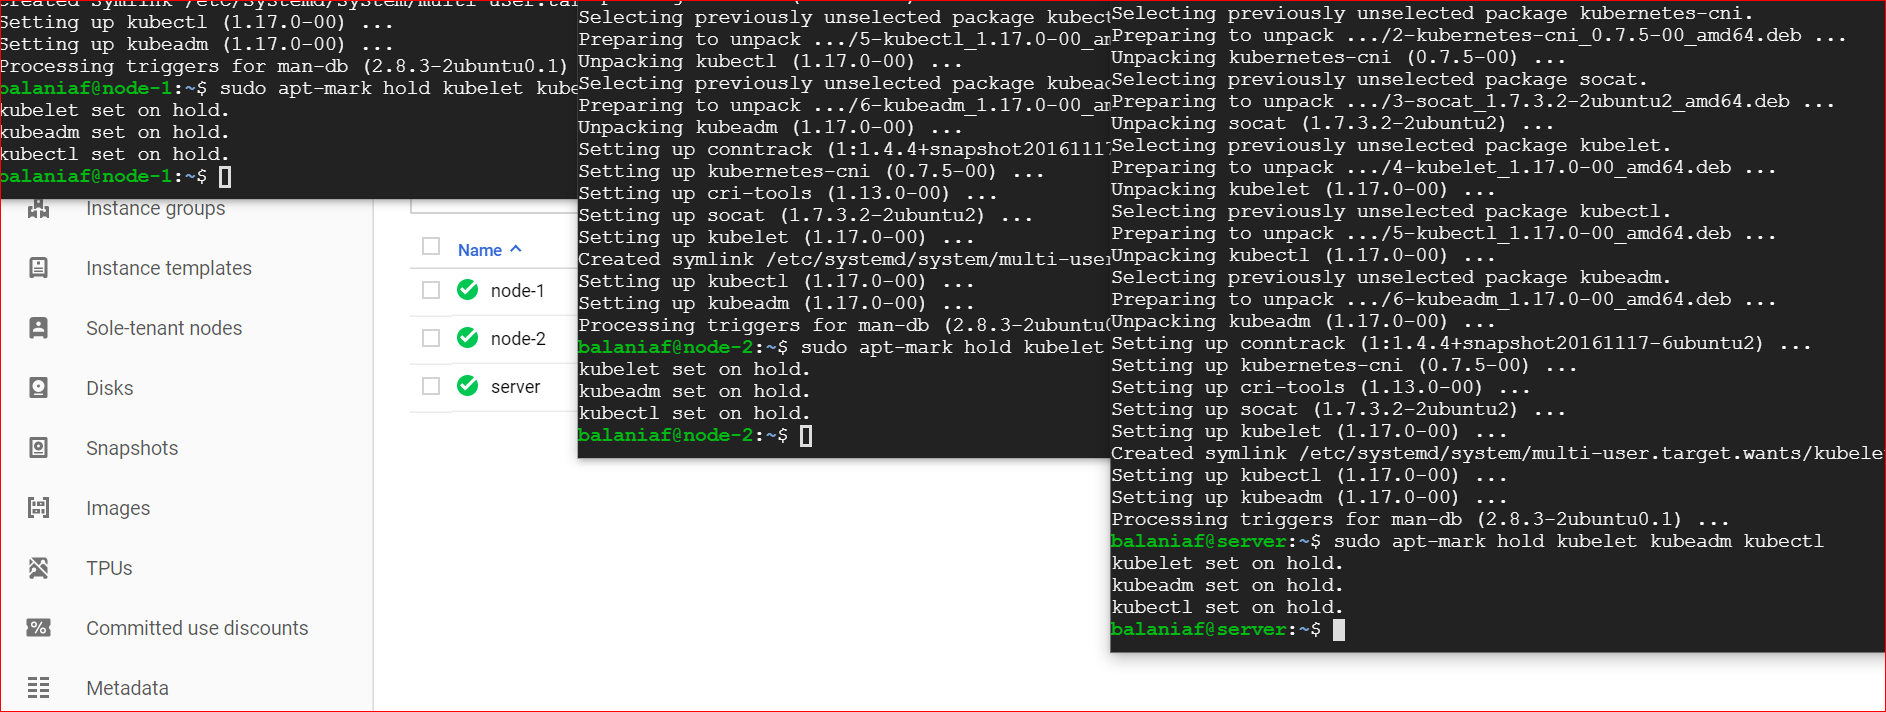 Created symlink /etc/systemd/system/multi-user.ta
Setting up kubectl (1.17.0-00) ...
Setting up kubeadm (1.17.0-00) ...
Processing triggers for man-db (2.8.3-2ubuntu0.1)
balaniaf@node-1:~$ sudo apt-mark hold kubelet kube
kubelet set on hold.
kubeadm set on hold.
kubectl set on hold.
balaniaf@node-1:~$
Instance groups
Instance templates
Sole-tenant nodes
Disks
Snapshots
Images
TPUs
Committed use discounts
Metadata
Name
node-1
node-2
server
Selecting previously unselected package kubect
Preparing to unpack .../5-kubectl_1.17.0-00_am
Unpacking kubectl (1.17.0-00) ...
Selecting previously unselected package kubead
Preparing to unpack .../6-kubeadm_1.17.0-00_am
Unpacking kubeadm (1.17.0-00) ...
Setting up conntrack (1:1.4.4+snapshot20161117
Setting up kubernetes-cni (0.7.5-00) ...
Setting up cri-tools (1.13.0-00) ...
Setting up socat (1.7.3.2-2ubuntu2) ...
Setting up kubelet (1.17.0-00) ...
Created symlink /etc/systemd/system/multi-user
Setting up kubectl (1.17.0-00) ...
Setting up kubeadm (1.17.0-00) ...
Processing triggers for man-db (2.8.3-2ubuntu0
balaniaf@node-2:~$ sudo apt-mark hold kubelet
kubelet set on hold.
kubeadm set on hold.
kubectl set on hold.
balaniaf@node-2:~$
Selecting previously unselected package kubernetes-cni.
Preparing to unpack .../2-kubernetes-cni_0.7.5-00_amd64.deb ...
Unpacking kubernetes-cni (0.7.5-00) ...
Selecting previously unselected package socat.
Preparing to unpack .../3-socat_1.7.3.2-2ubuntu2_amd64.deb ...
Unpacking socat (1.7.3.2-2ubuntu2) ...
Selecting previously unselected package kubelet.
Preparing to unpack .../4-kubelet_1.17.0-00_amd64.deb ...
Unpacking kubelet (1.17.0-00) ...
Selecting previously unselected package kubectl.
Preparing to unpack .../5-kubectl_1.17.0-00_amd64.deb ...
Unpacking kubectl (1.17.0-00) ...
Selecting previously unselected package kubeadm.
Preparing to unpack .../6-kubeadm_1.17.0-00_amd64.deb ...
Unpacking kubeadm (1.17.0-00) ...
Setting up conntrack (1:1.4.4+snapshot20161117-6ubuntu2) ...
Setting up kubernetes-cni (0.7.5-00) ...
Setting up cri-tools (1.13.0-00) ...
Setting up socat (1.7.3.2-2ubuntu2) ...
Setting up kubelet (1.17.0-00) ...
Created symlink /etc/systemd/system/multi-user.target.wants/kubele
Setting up kubectl (1.17.0-00) ...
Setting up kubeadm (1.17.0-00) ...
Processing triggers for man-db (2.8.3-2ubuntu0.1) ...
balaniaf@server:~$ sudo apt-mark hold kubelet kubeadm kubectl
kubelet set on hold.
kubeadm set on hold.
kubectl set on hold.
balaniaf@server:~$